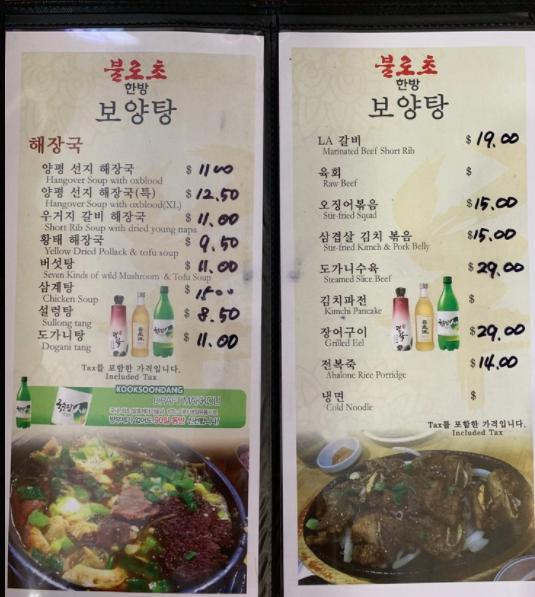 불로초
한방
보양탕
해장국
양평 선지 해장국 $ 11.00
Hangover Soup with oxblood
양평 선지 해장국(특) $ 12.50
Hangover Soup with oxblood(XL)
우거지 갈비 해장국 $ 11.00
Short Rib Soup with dried young napa
황태 해장국 $ 9.50
Yellow Dried Pollack & tofu soup
버섯탕 $ 11.00
Seven Kinds of wild Mushroom & Tofu Soup
삼계탕 $
Chicken Soup
설렁탕 $ 8.50
Sullong tang
도가니탕 $ 11.00
Dogani tang
Tax를 포함한 가격입니다.
Included Tax
KOOKSOONDANG
불로초
한방
보양탕
LA 갈비 $ 19.00
Marinated Beef Short Rib
육회 $
Raw Beef
오징어볶음 $ 15.00
Stir-fried Squad
삼겹살 김치 볶음 $ 15.00
Stir-fried Kimch & Pork Belly
도가니수육 $ 29.00
Steamed Slice Beef
김치파전 $
Kimchi Pancake
장어구이 $ 29.00
Grilled Eel
전복죽 $ 14.00
Abalone Rice Porridge
냉면 $
Cold Noodle
Tax를 포함한 가격입니다.
Included Tax